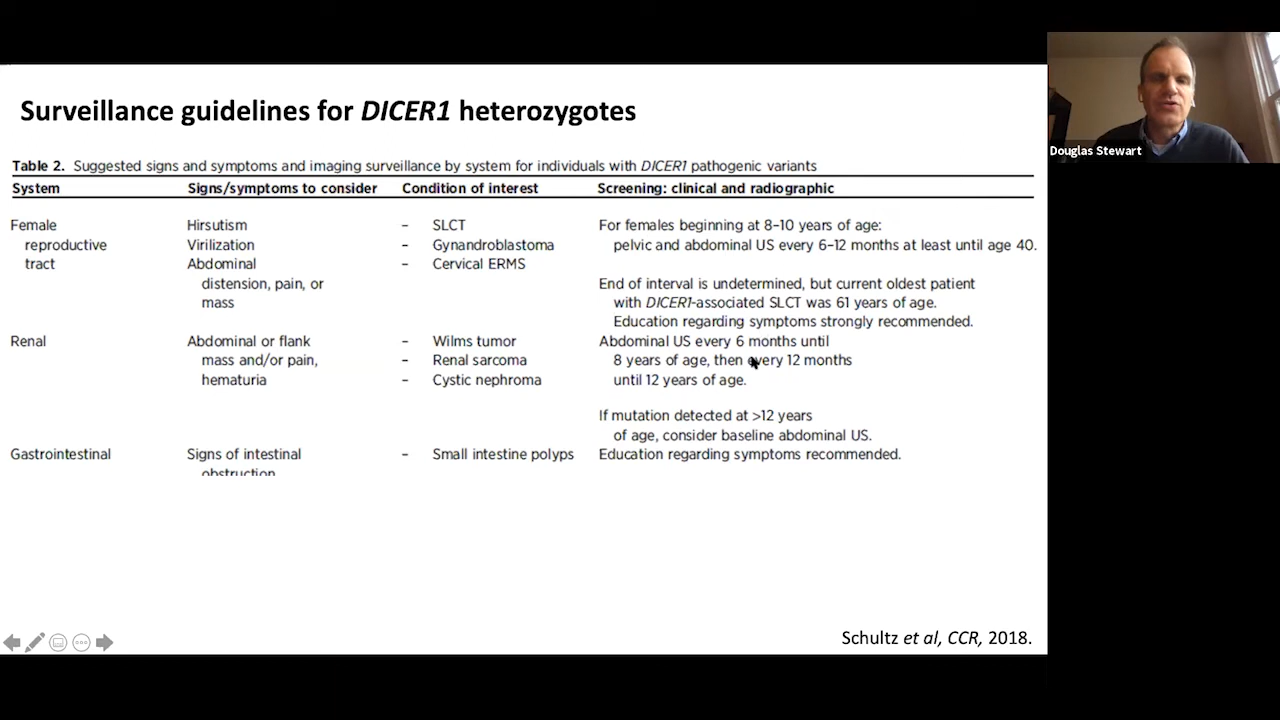 Surveillance guidelines for DICER1 heterozygotes
Douglas Stewart
Table 2. Suggested signs and symptoms and imaging surveillance by system for individuals with DICER1 pathogenic variants
System Signs/symptoms to consider Condition of interest Screening: clinical and radiographic
Female Hirsutism – SLCT For females beginning at 8–10 years of age:
reproductive Virilization – Gynandroblastoma pelvic and abdominal US every 6–12 months at least until age 40.
tract Abdominal – Cervical ERMS
distension, pain, or End of interval is undetermined, but current oldest patient
mass with DICER1-associated SLCT was 61 years of age.
Education regarding symptoms strongly recommended.
Renal Abdominal or flank – Wilms tumor Abdominal US every 6 months until
mass and/or pain, – Renal sarcoma 8 years of age, then every 12 months
hematuria – Cystic nephroma until 12 years of age.
If mutation detected at >12 years
of age, consider baseline abdominal US.
Gastrointestinal Signs of intestinal – Small intestine polyps Education regarding symptoms recommended.
obstruction
Schultz et al, CCR, 2018.